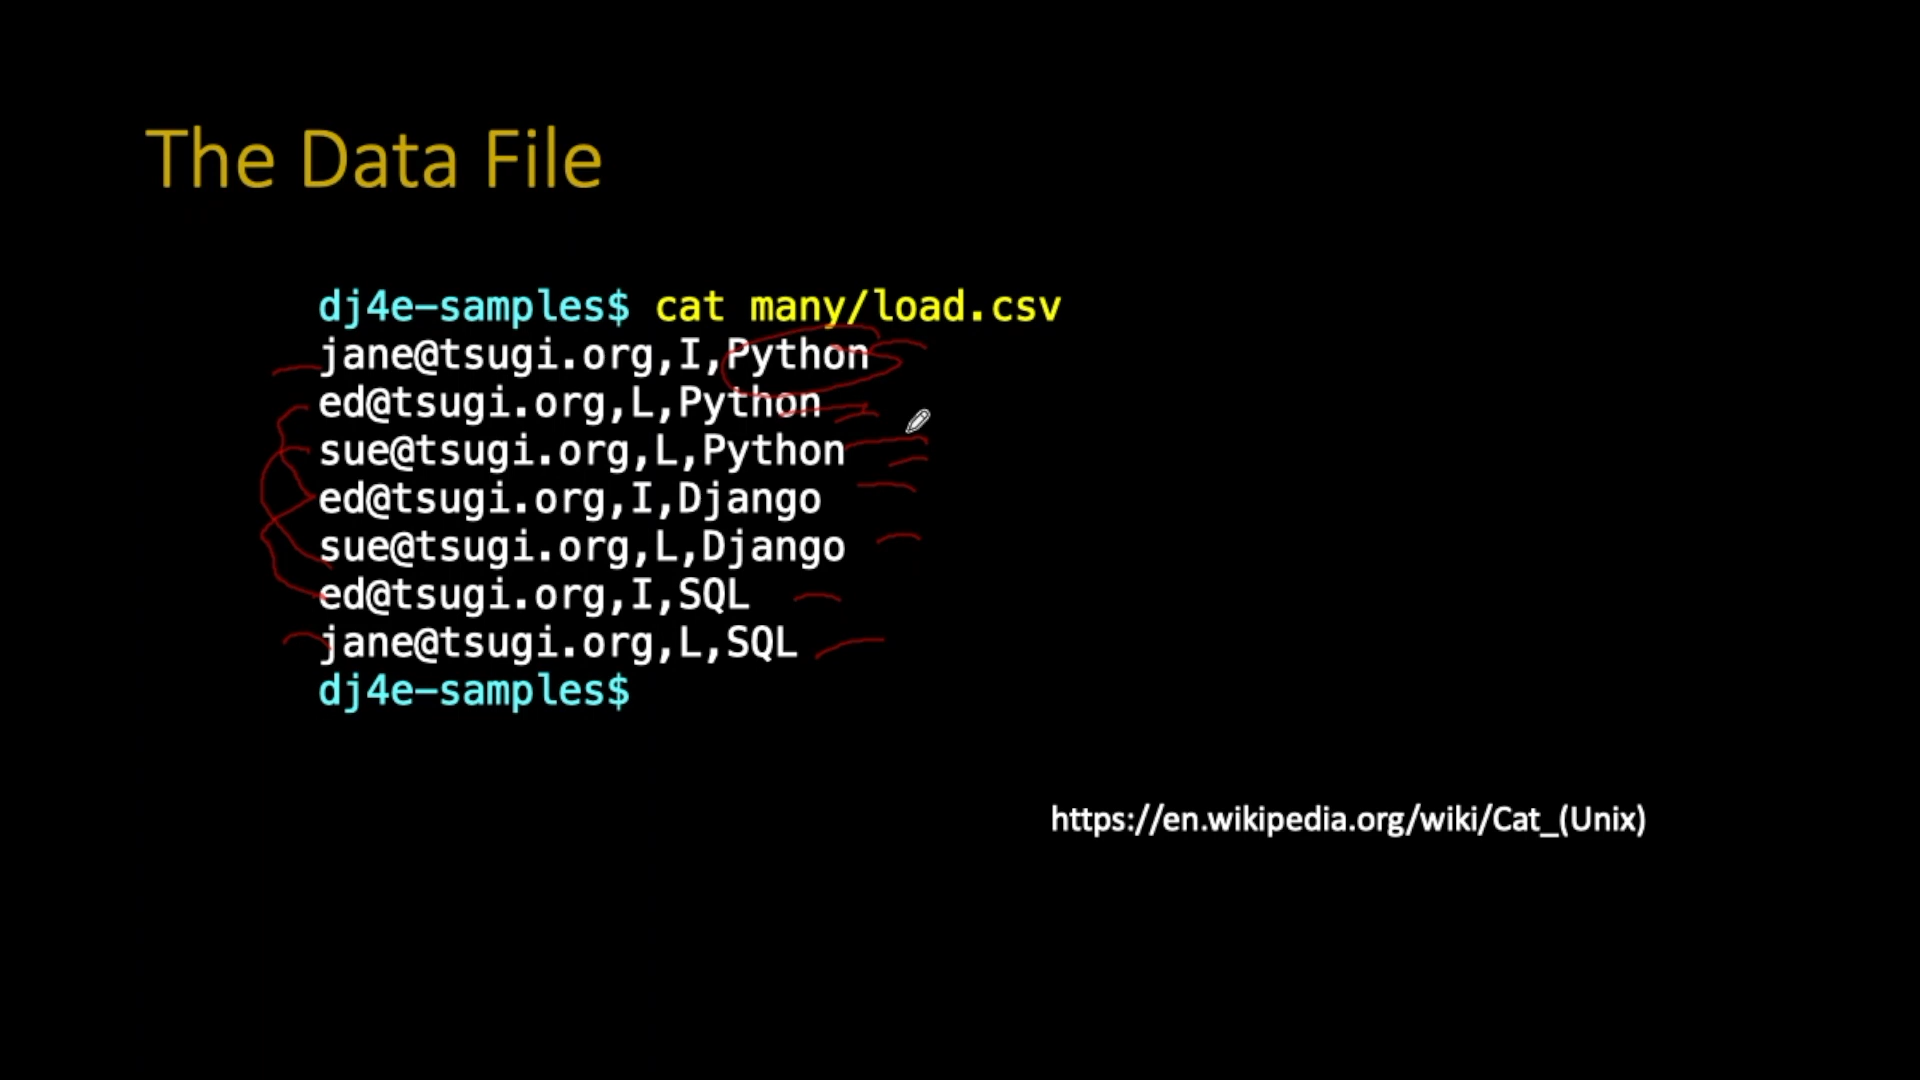 The Data File
dj4e-samples$ cat many/load.csv
jane@tsugi.org,I,Python
ed@tsugi.org,L,Python
sue@tsugi.org,L,Python
ed@tsugi.org,I,Django
sue@tsugi.org,L,Django
ed@tsugi.org,I,SQL
jane@tsugi.org,L,SQL
dj4e-samples$
https://en.wikipedia.org/wiki/Cat_(Unix)